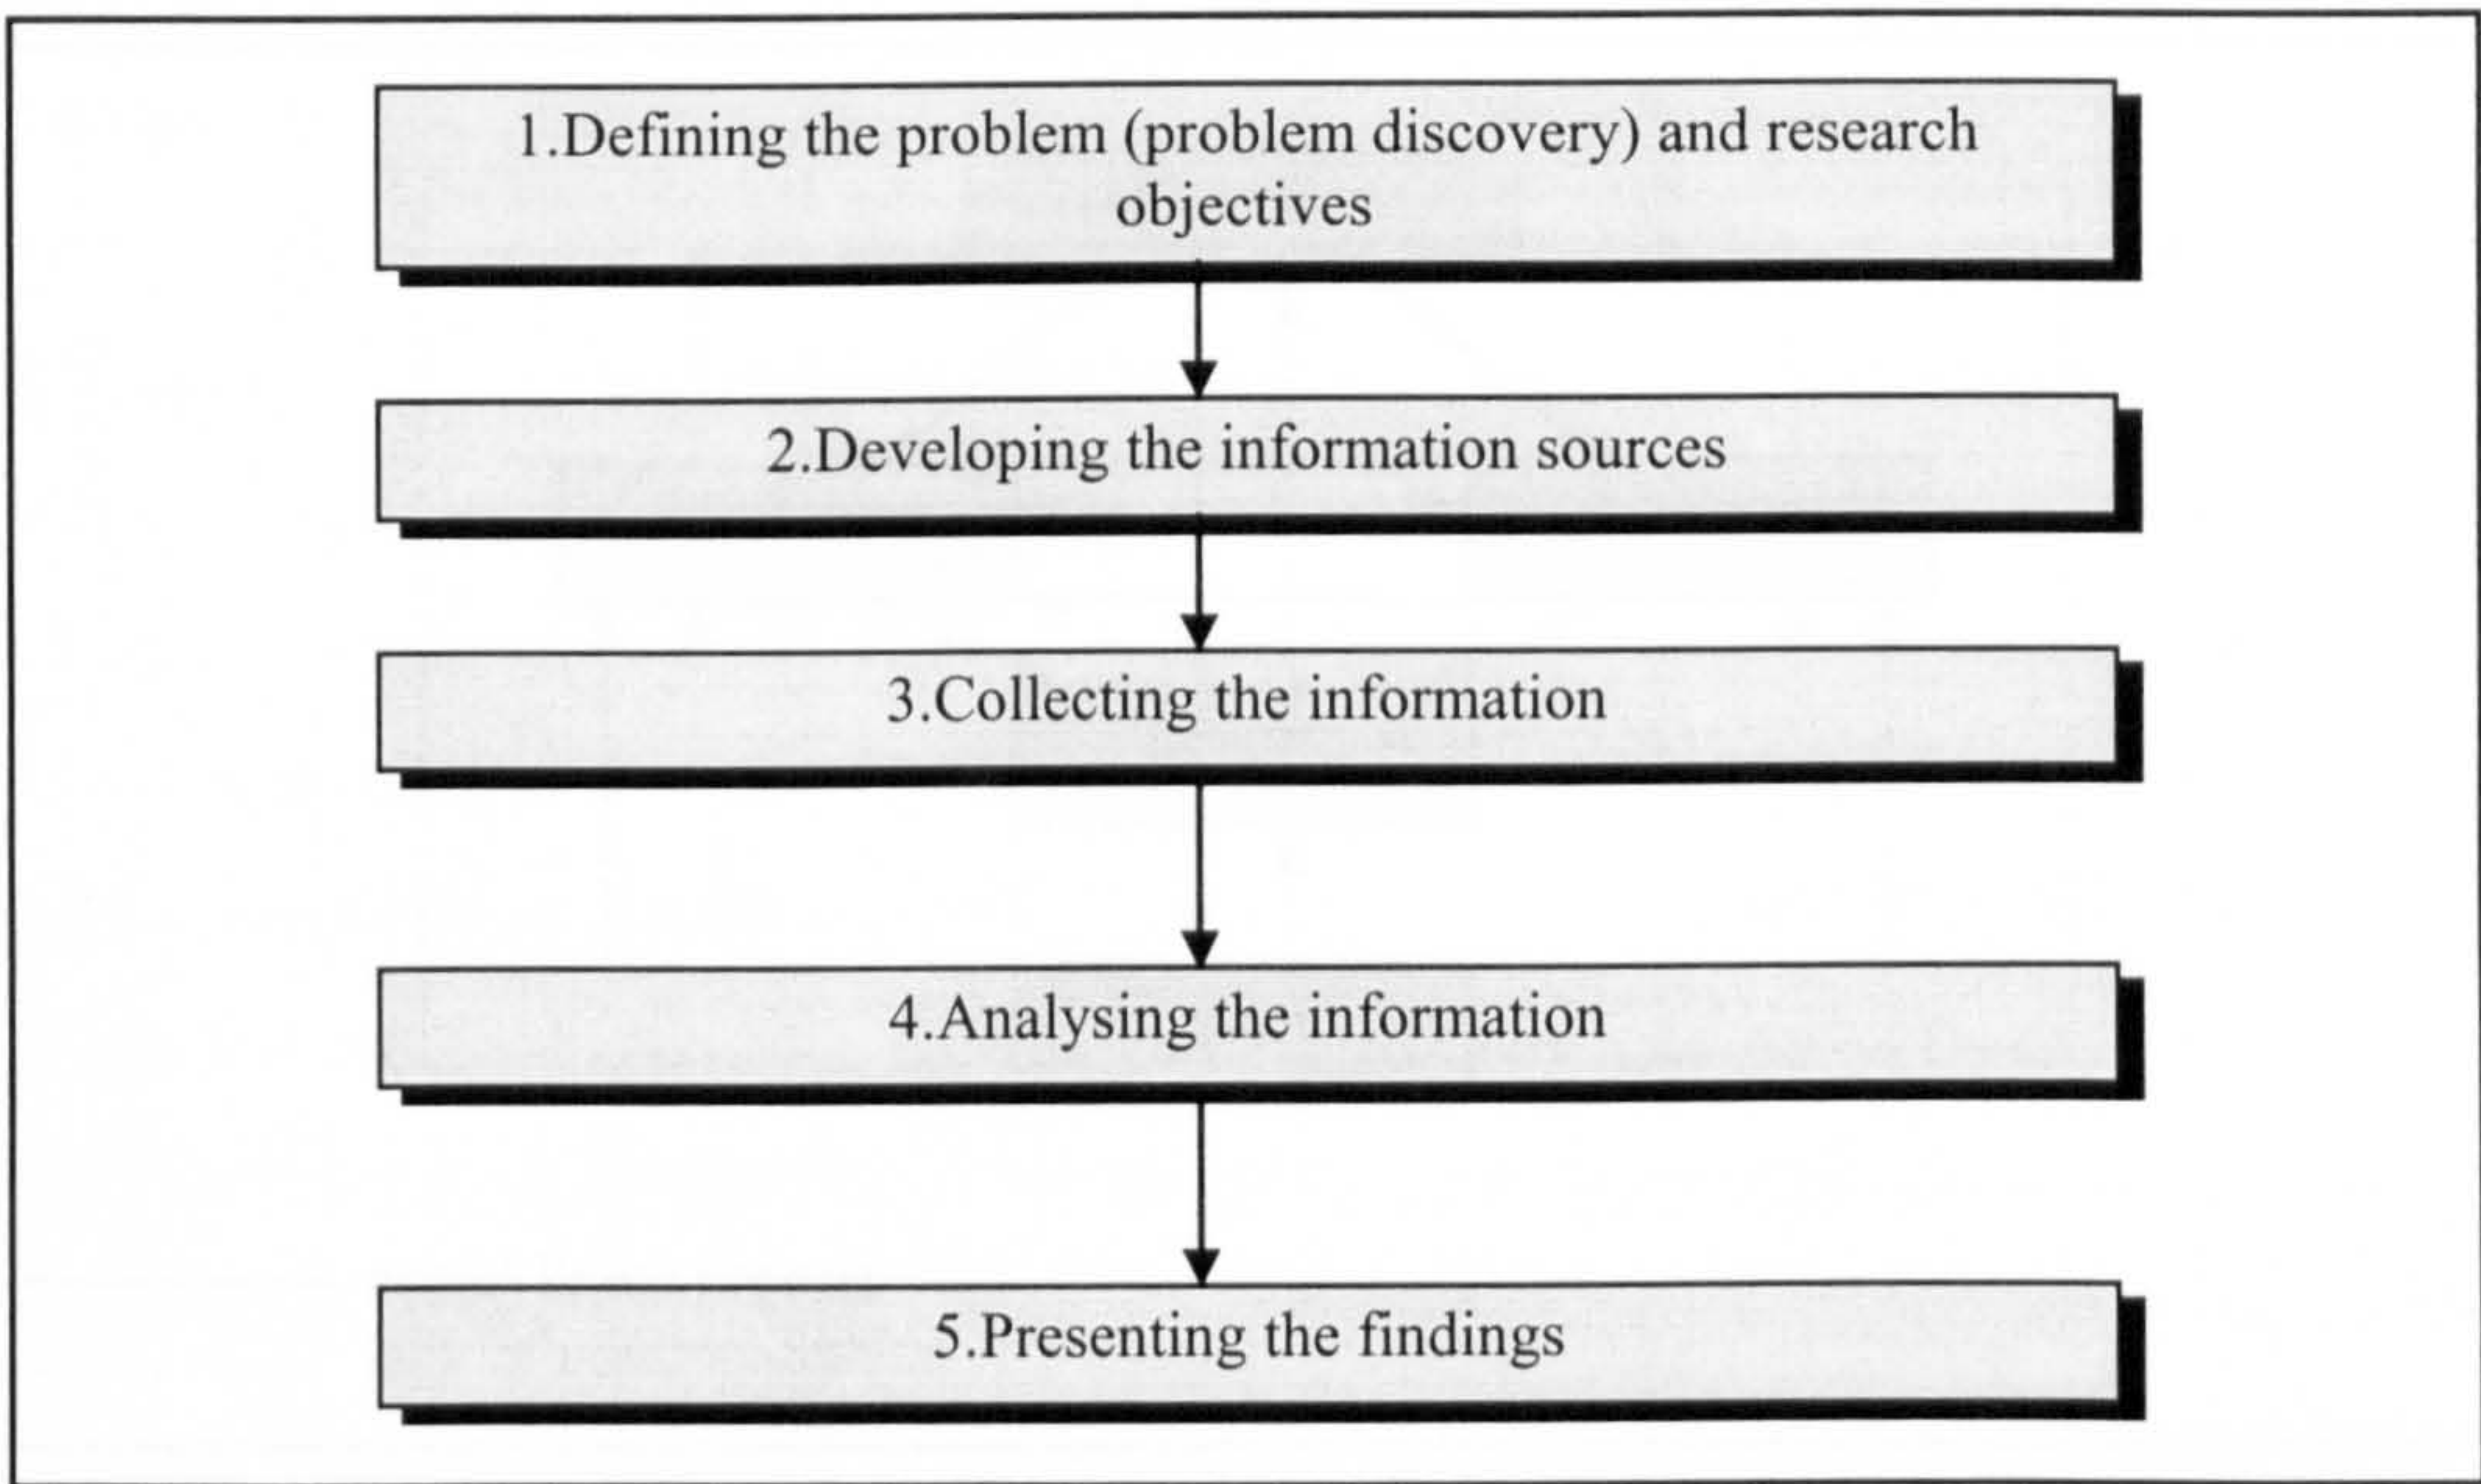 1.Defining the problem (problem discovery) and research
objectives
2.Developing the information sources
3.Collecting the information
4.Analysing the information
5.Presenting the findings